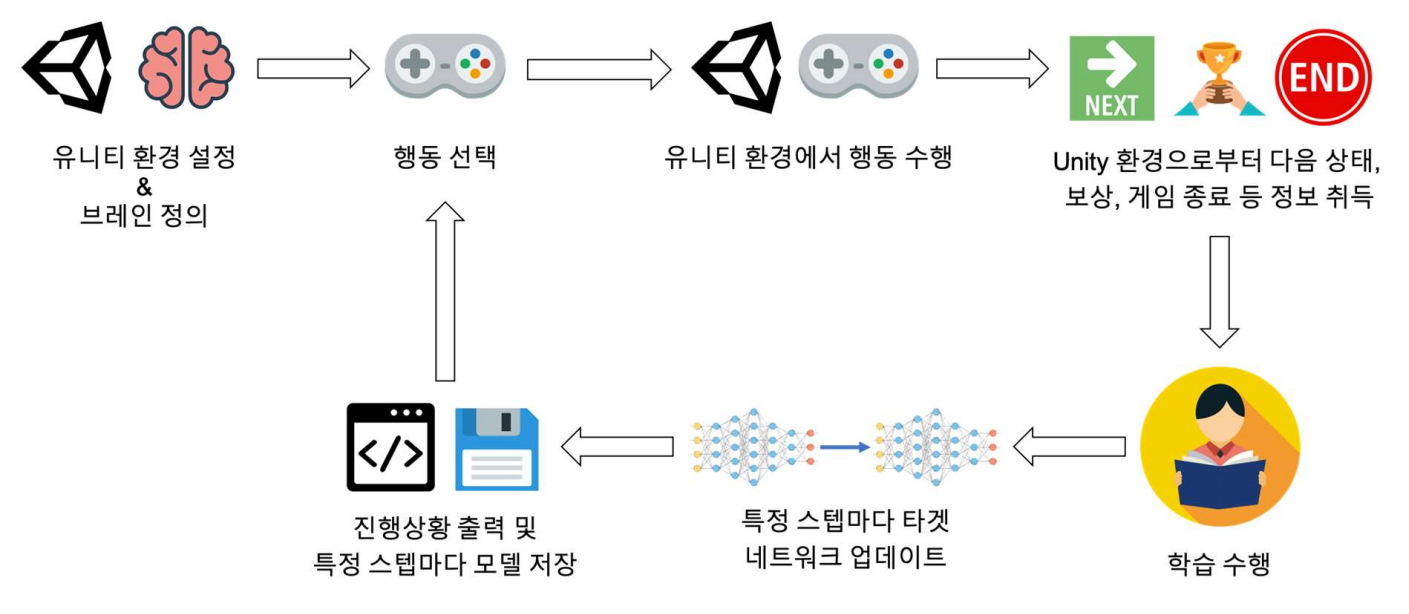 유니티 환경 설정
&
브레인 정의
행동 선택
유니티 환경에서 행동 수행
NEXT
END
Unity 환경으로부터 다음 상태,
보상, 게임 종료 등 정보 취득
학습 수행
특정 스텝마다 타겟
네트워크 업데이트
</>
진행상황 출력 및
특정 스텝마다 모델 저장